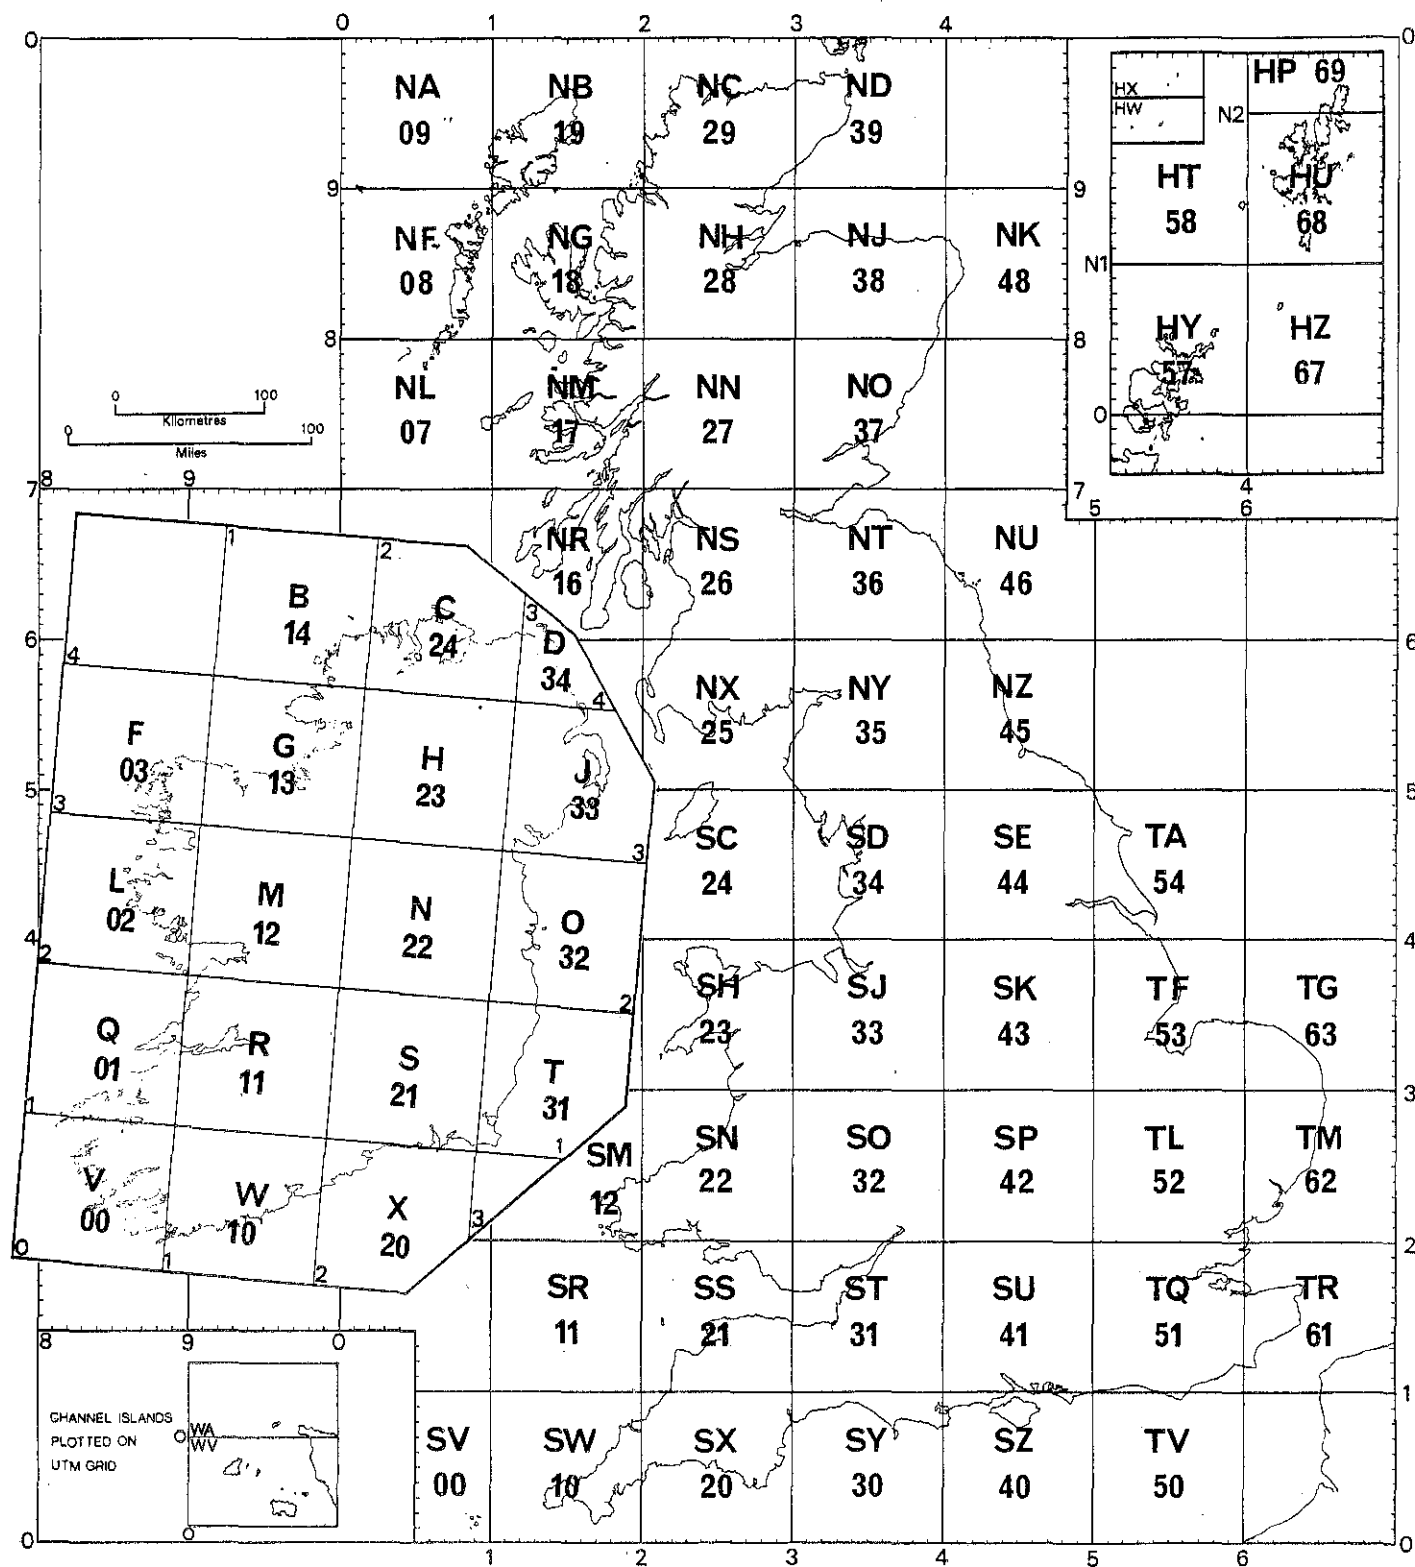 0 1 2 3 4
0 0
NA NB NC ND
09 19 29 39
HX
HW
HP 69
N2
HT HU
58 68
9 9
NF NG NH NJ NK
08 18 28 38 48
N1
HY HZ
57 67
8 8
0
NL NM NN NO
07 17 27 37
0 100
Kilometres
0 100
Miles
8 9
7 7
4
5 6
NR NS NT NU
16 26 36 46
1 2 3
B C D
14 24 34
6 6
4 4
NX NY NZ
25 35 45
F G H J
03 13 23 33
5 5
3 3
SC SD SE TA
24 34 44 54
L M N O
02 12 22 32
4 4
2 2
SH SJ SK TF TG
23 33 43 53 63
Q R S T
01 11 21 31
3
1 1
SM SN SO SP TL TM
12 22 32 42 52 62
V W X
00 10 20
3
2
0 1 2
SR SS ST SU TQ TR
11 21 31 41 51 61
8 9 0
1
CHANNEL ISLANDS
PLOTTED ON
UTM GRID
0
WA
WV
0
SV SW SX SY SZ TV
00 10 20 30 40 50
0 0
1 2 3 4 5 6